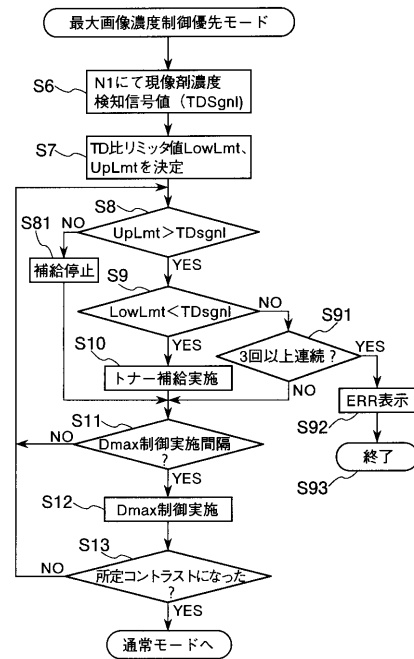 最大画像濃度制御優先モード
S6
N1にて現像剤濃度
検知信号値（TDSgnl）
S7
TD比リミッタ値LowLmt、
UpLmtを決定
S8
UpLmt>TDsgnl
NO
YES
S81
補給停止
S9
LowLmt<TDsgnl
NO
YES
S91
3回以上連続？
YES
NO
S10
トナー補給実施
ERR表示
S92
終了
S93
S11
Dmax制御実施間隔
?
NO
YES
S12
Dmax制御実施
S13
所定コントラストになった
?
NO
YES
通常モードへ